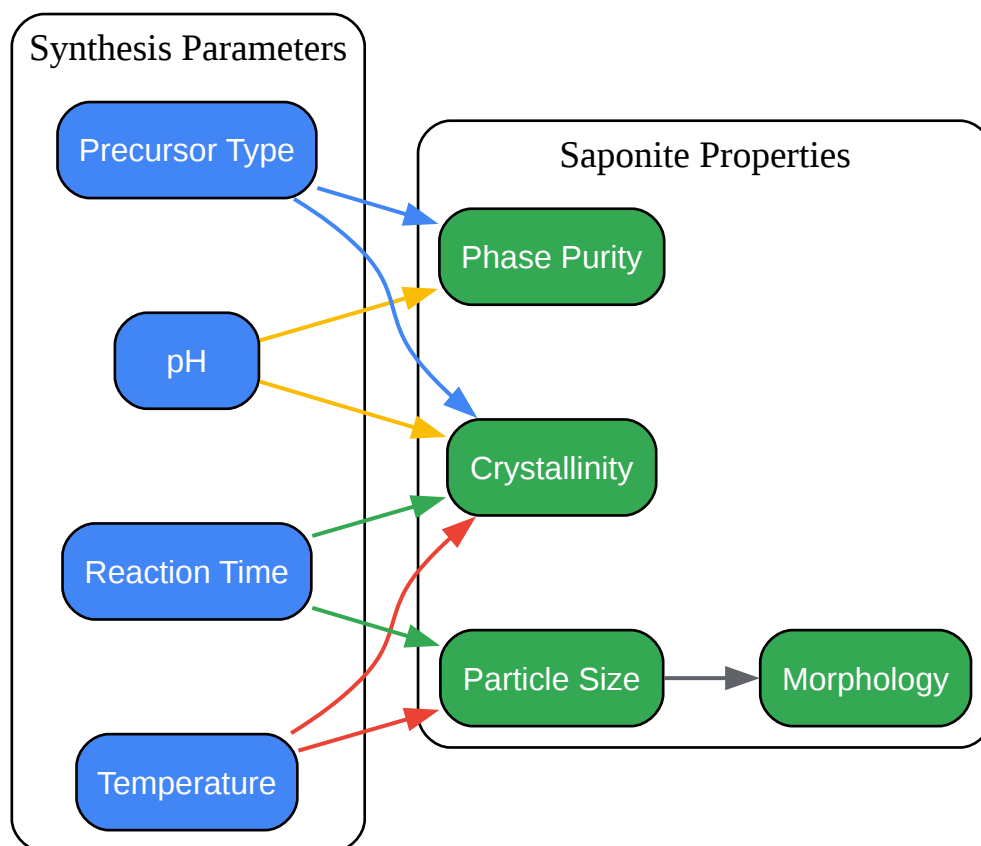 Synthesis Parameters
Precursor Type
pH
Reaction Time
Temperature
Saponite Properties
Phase Purity
Crystallinity
Particle Size
Morphology